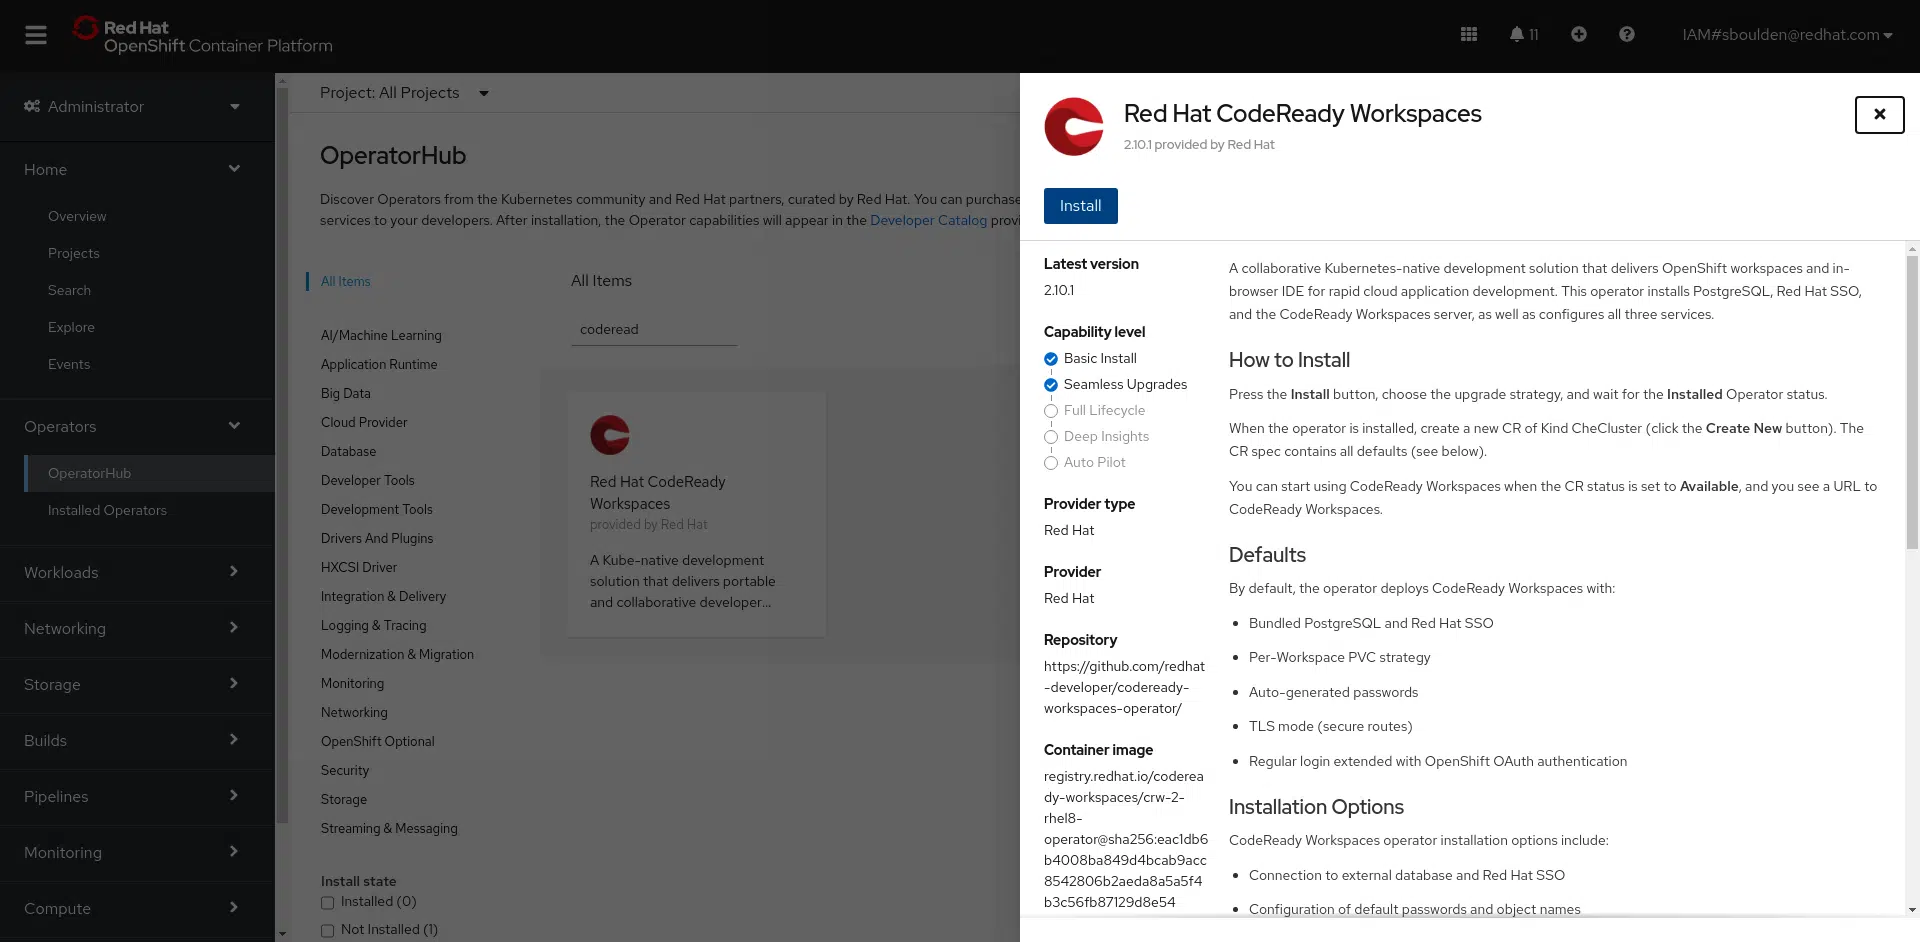 Red Hat
OpenShift Container Platform
11
IAM#sboulden@redhat.com
Administrator
Home
Overview
Projects
Search
Explore
Events
Operators
OperatorHub
Installed Operators
Workloads
Networking
Storage
Builds
Pipelines
Monitoring
Compute
Project: All Projects
OperatorHub
Discover Operators from the Kubernetes community and Red Hat partners, curated by Red Hat. You can purchase
services to your developers. After installation, the Operator capabilities will appear in the Developer Catalog
All Items
AI/Machine Learning
Application Runtime
Big Data
Cloud Provider
Database
Developer Tools
Development Tools
Drivers And Plugins
HXCSI Driver
Integration & Delivery
Logging & Tracing
Modernization & Migration
Monitoring
Networking
OpenShift Optional
Security
Storage
Streaming & Messaging
Install state
Installed (0)
Not Installed (1)
All Items
coderead
Red Hat CodeReady
Workspaces
provided by Red Hat
A Kube-native development
solution that delivers portable
and collaborative developer...
Red Hat CodeReady Workspaces
2.10.1 provided by Red Hat
Install
Latest version
2.10.1
Capability level
Basic Install
Seamless Upgrades
Full Lifecycle
Deep Insights
Auto Pilot
Provider type
Red Hat
Provider
Red Hat
Repository
https://github.com/redhat
-developer/codeready-
workspaces-operator/
Container image
registry.redhat.io/coderea
dy-workspaces/crw-2-
rhel8-
operator@sha256:eac1db6
b4008ba849d4bcab9acc
8542806b2aeda8a5a5f4
b3c56fb87129d8e54
A collaborative Kubernetes-native development solution that delivers OpenShift workspaces and in-
browser IDE for rapid cloud application development. This operator installs PostgreSQL, Red Hat SSO,
and the CodeReady Workspaces server, as well as configures all three services.
How to Install
Press the Install button, choose the upgrade strategy, and wait for the Installed Operator status.
When the operator is installed, create a new CR of Kind CheCluster (click the Create New button). The
CR spec contains all defaults (see below).
You can start using CodeReady Workspaces when the CR status is set to Available, and you see a URL to
CodeReady Workspaces.
Defaults
By default, the operator deploys CodeReady Workspaces with:
Bundled PostgreSQL and Red Hat SSO
Per-Workspace PVC strategy
Auto-generated passwords
TLS mode (secure routes)
Regular login extended with OpenShift OAuth authentication
Installation Options
CodeReady Workspaces operator installation options include:
Connection to external database and Red Hat SSO
Configuration of default passwords and object names